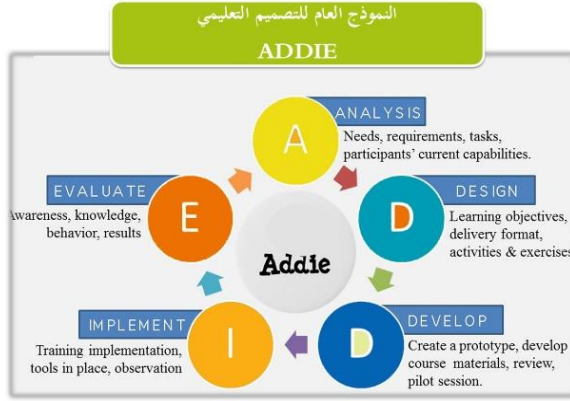 النموذج العام للتصميم التعليمي
ADDIE
A
ANALYSIS
Needs, requirements, tasks,
participants' current capabilities.
D
DESIGN
Learning objectives,
delivery format,
activities & exercises
D
DEVELOP
Create a prototype, develop
course materials, review,
pilot session.
I
IMPLEMENT
Training implementation,
tools in place, observation
E
EVALUATE
Awareness, knowledge,
behavior, results
Addie